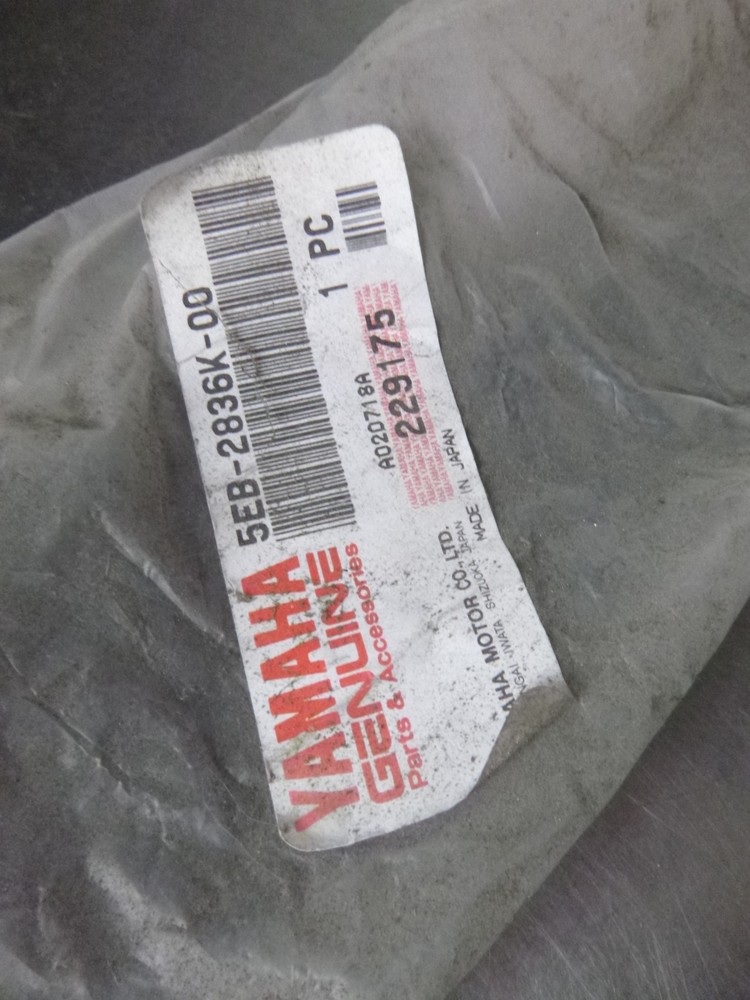 5EB-2836K-00
1 PC
A020718A
229175
YAMAHA
GENUINE
Parts & Accessories
AHA MOTOR CO.,LTD.
IWATA SHIZUOKA JAPAN
MADE IN JAPAN